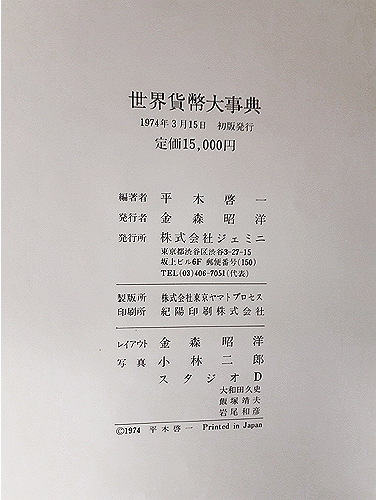 世界貨幣大事典
1974年3月15日 初版発行
定価15,000円
編著者 平木啓一
発行者 金森昭洋
発行所 株式会社ジェミニ
東京都渋谷区渋谷3-27-15
坂上ビル6F 郵便番号(150)
TEL(03)406-7051(代表)
製版所 株式会社東京ヤマトプロセス
印刷所 紀陽印刷株式会社
レイアウト 金森昭洋
写真 小林二郎
スタジオD
大和田久史
飯塚靖夫
岩尾和彦
©1974 平木啓一 Printed in Japan